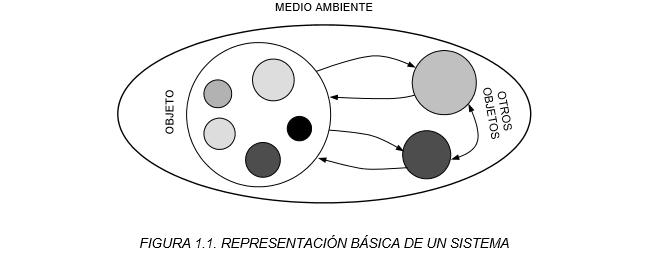 MEDIO AMBIENTE
OBJETO
OTROS
OBJETOS
FIGURA 1.1. REPRESENTACIÓN BÁSICA DE UN SISTEMA